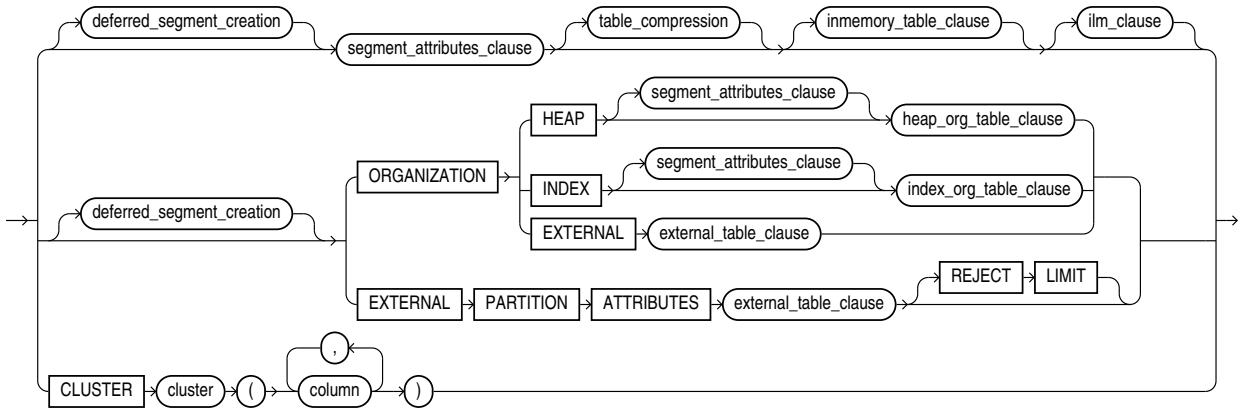 deferred_segment_creation table_compression inmemory_table_clause ilm_clause
segment_attributes_clause
segment_attributes_clause
HEAP heap_org_table_clause
segment_attributes_clause
ORGANIZATION INDEX index_org_table_clause
deferred_segment_creation
EXTERNAL external_table_clause
REJECT LIMIT
EXTERNAL PARTITION ATTRIBUTES external_table_clause
,
CLUSTER cluster ( column )